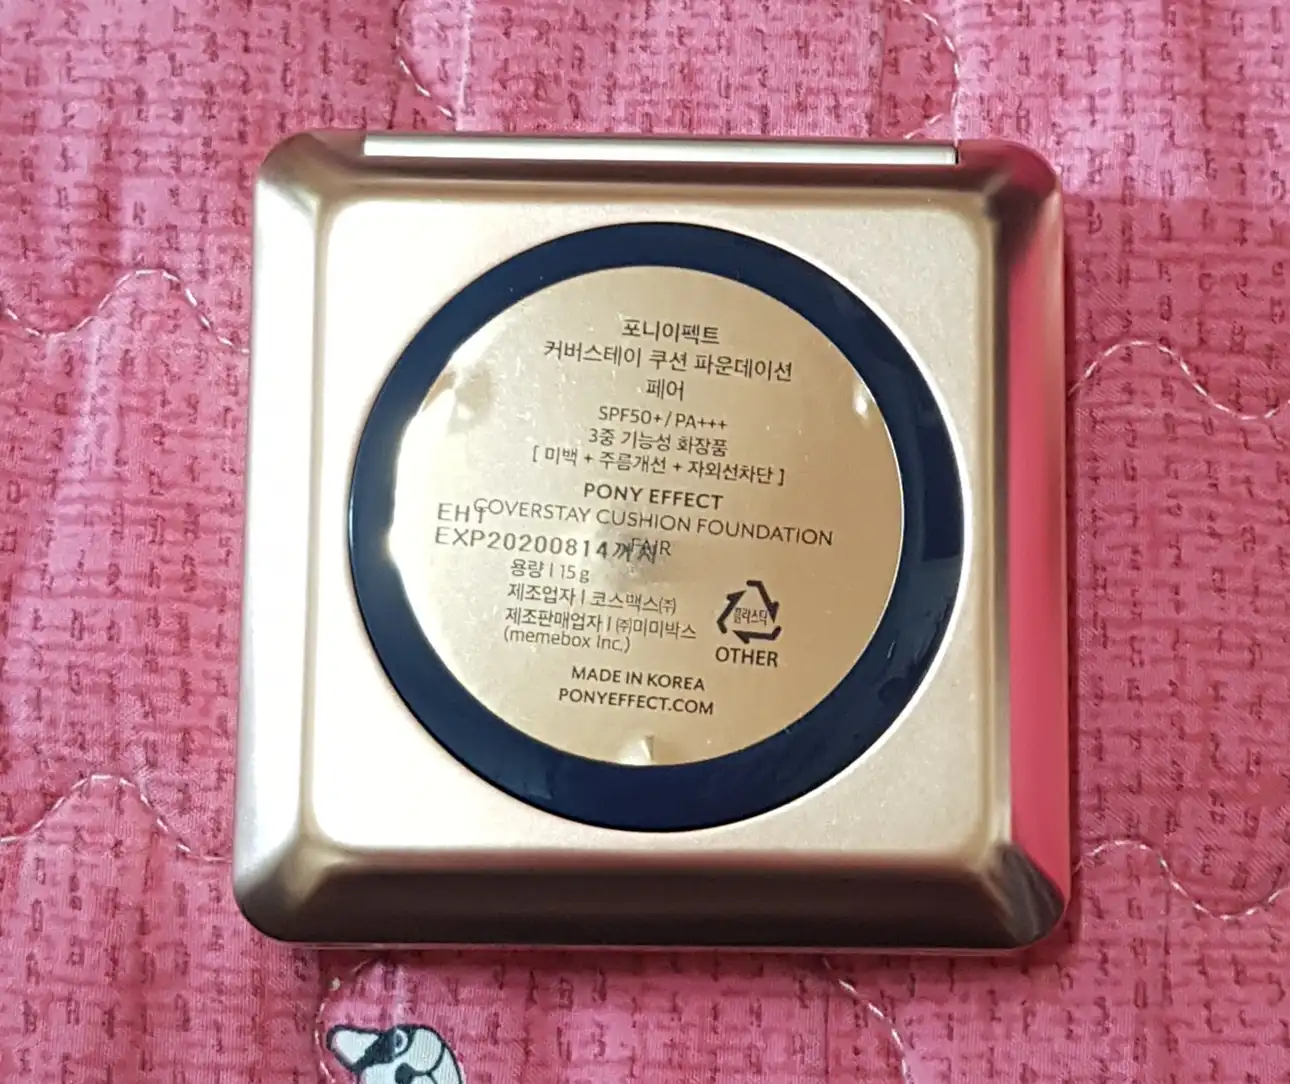 포니이펙트
커버스테이 쿠션 파운데이션
페어
SPF50+/PA+++
3중 기능성 화장품
[ 미백 + 주름개선 + 자외선차단 ]
PONY EFFECT
COVERSTAY CUSHION FOUNDATION
FAIR
EH1
EXP20200814까지
용량 | 15g
제조업자 | 코스맥스㈜
제조판매업자 | ㈜미미박스
(memebox Inc.)
플라스틱
OTHER
MADE IN KOREA
PONYEFFECT.COM